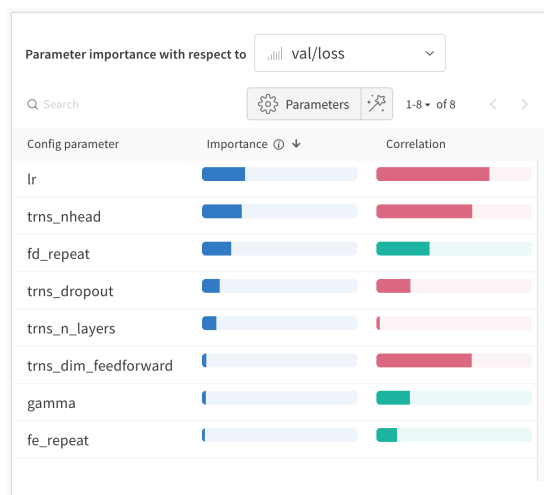 Parameter importance with respect to val/loss
Search Parameters 1-8 of 8
Config parameter Importance Correlation
lr
trns_nhead
fd_repeat
trns_dropout
trns_n_layers
trns_dim_feedforward
gamma
fe_repeat